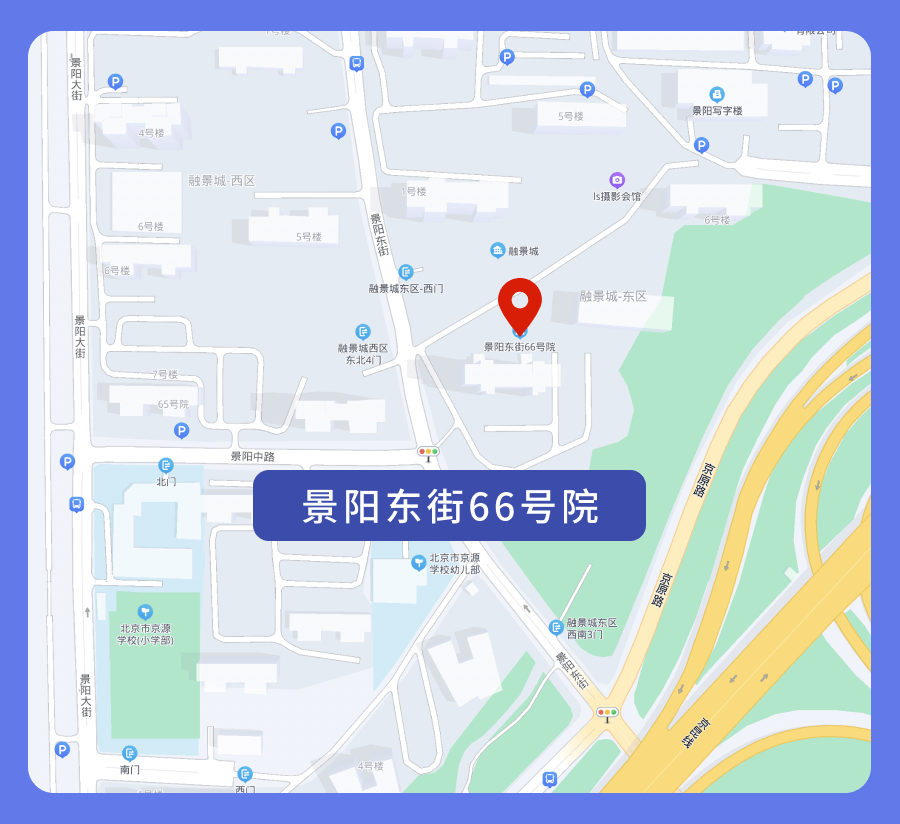 7号楼
有限公司
景阳大街
P
P
P
P
P
4号楼
5号楼
景阳写字楼
P
P
融景城-西区
ls摄影会馆
1号楼
6号楼
6号楼
5号楼
景阳东街
融景城
6号楼
融景城东区-西门
融景城-东区
景阳大街
融景城西区
东北4门
景阳东街66号院
7号楼
65号院
P
景阳中路
P
北门
京原路
景阳东街66号院
北京市京源
学校幼儿部
京原路
北京市京源
学校(小学部)
融景城东区
西南3门
景阳东街
景阳大街
京昆线
P
南门
4号楼
西门